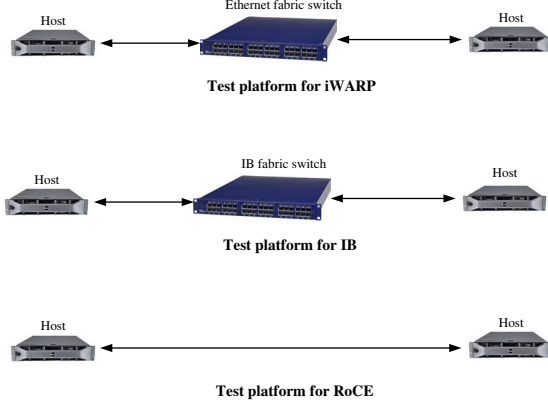 Ethernet fabric switch
Host
Host
Test platform for iWARP
IB fabric switch
Host
Host
Test platform for IB
Host
Host
Test platform for RoCE